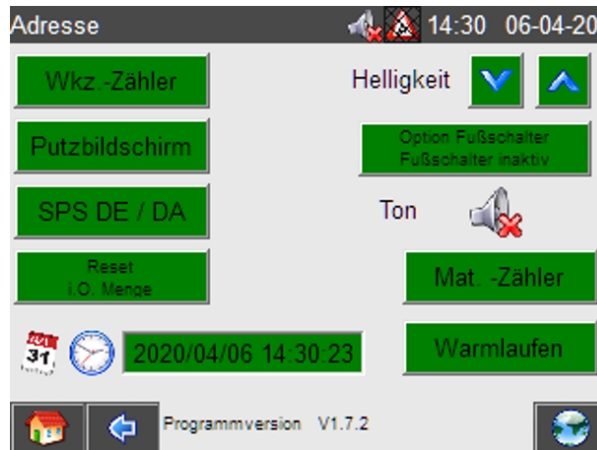 Adresse 14:30 06-04-20
Wkz.-Zähler
Helligkeit
Putzbildschirm
Option Fußschalter
Fußschalter inaktiv
SPS DE / DA
Ton
Reset
i.O. Menge
Mat. -Zähler
31
2020/04/06 14:30:23
Warmlaufen
Programmversion V1.7.2